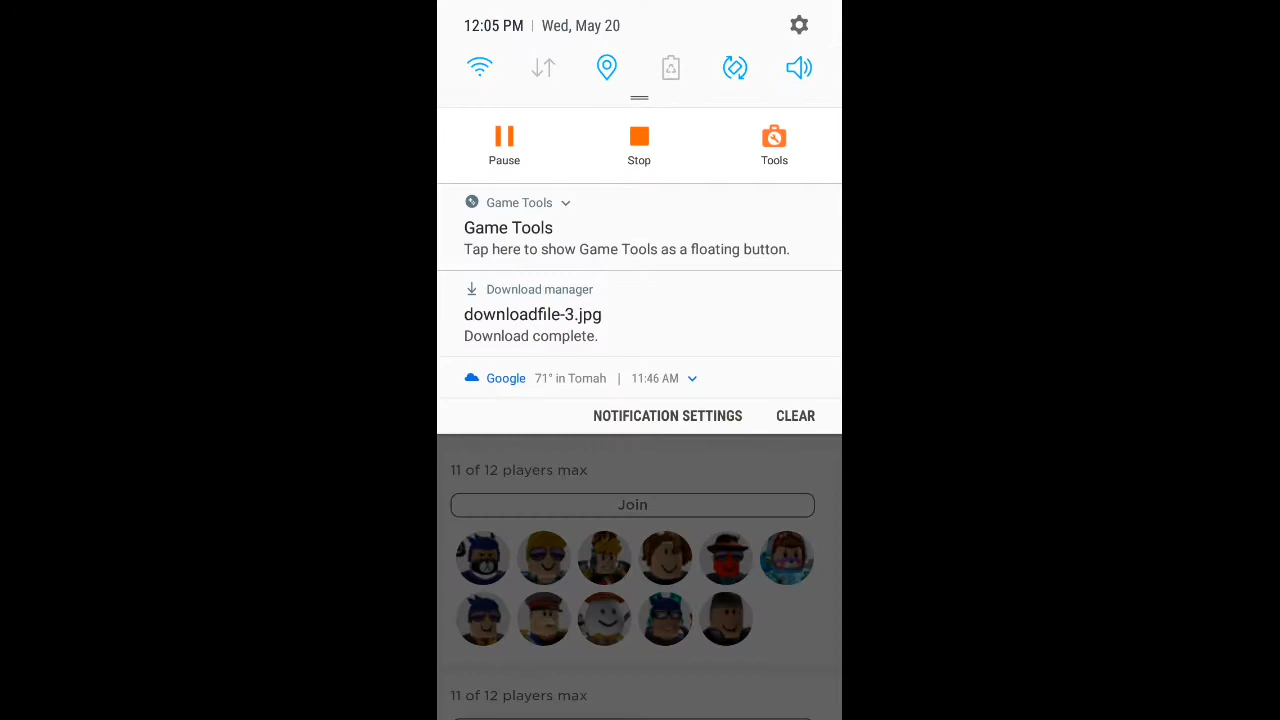 12:05 PM | Wed, May 20
Pause
Stop
Tools
Game Tools
Game Tools
Tap here to show Game Tools as a floating button.
Download manager
downloadfile-3.jpg
Download complete.
Google 71° in Tomah | 11:46 AM
NOTIFICATION SETTINGS CLEAR
11 of 12 players max
Join
11 of 12 players max